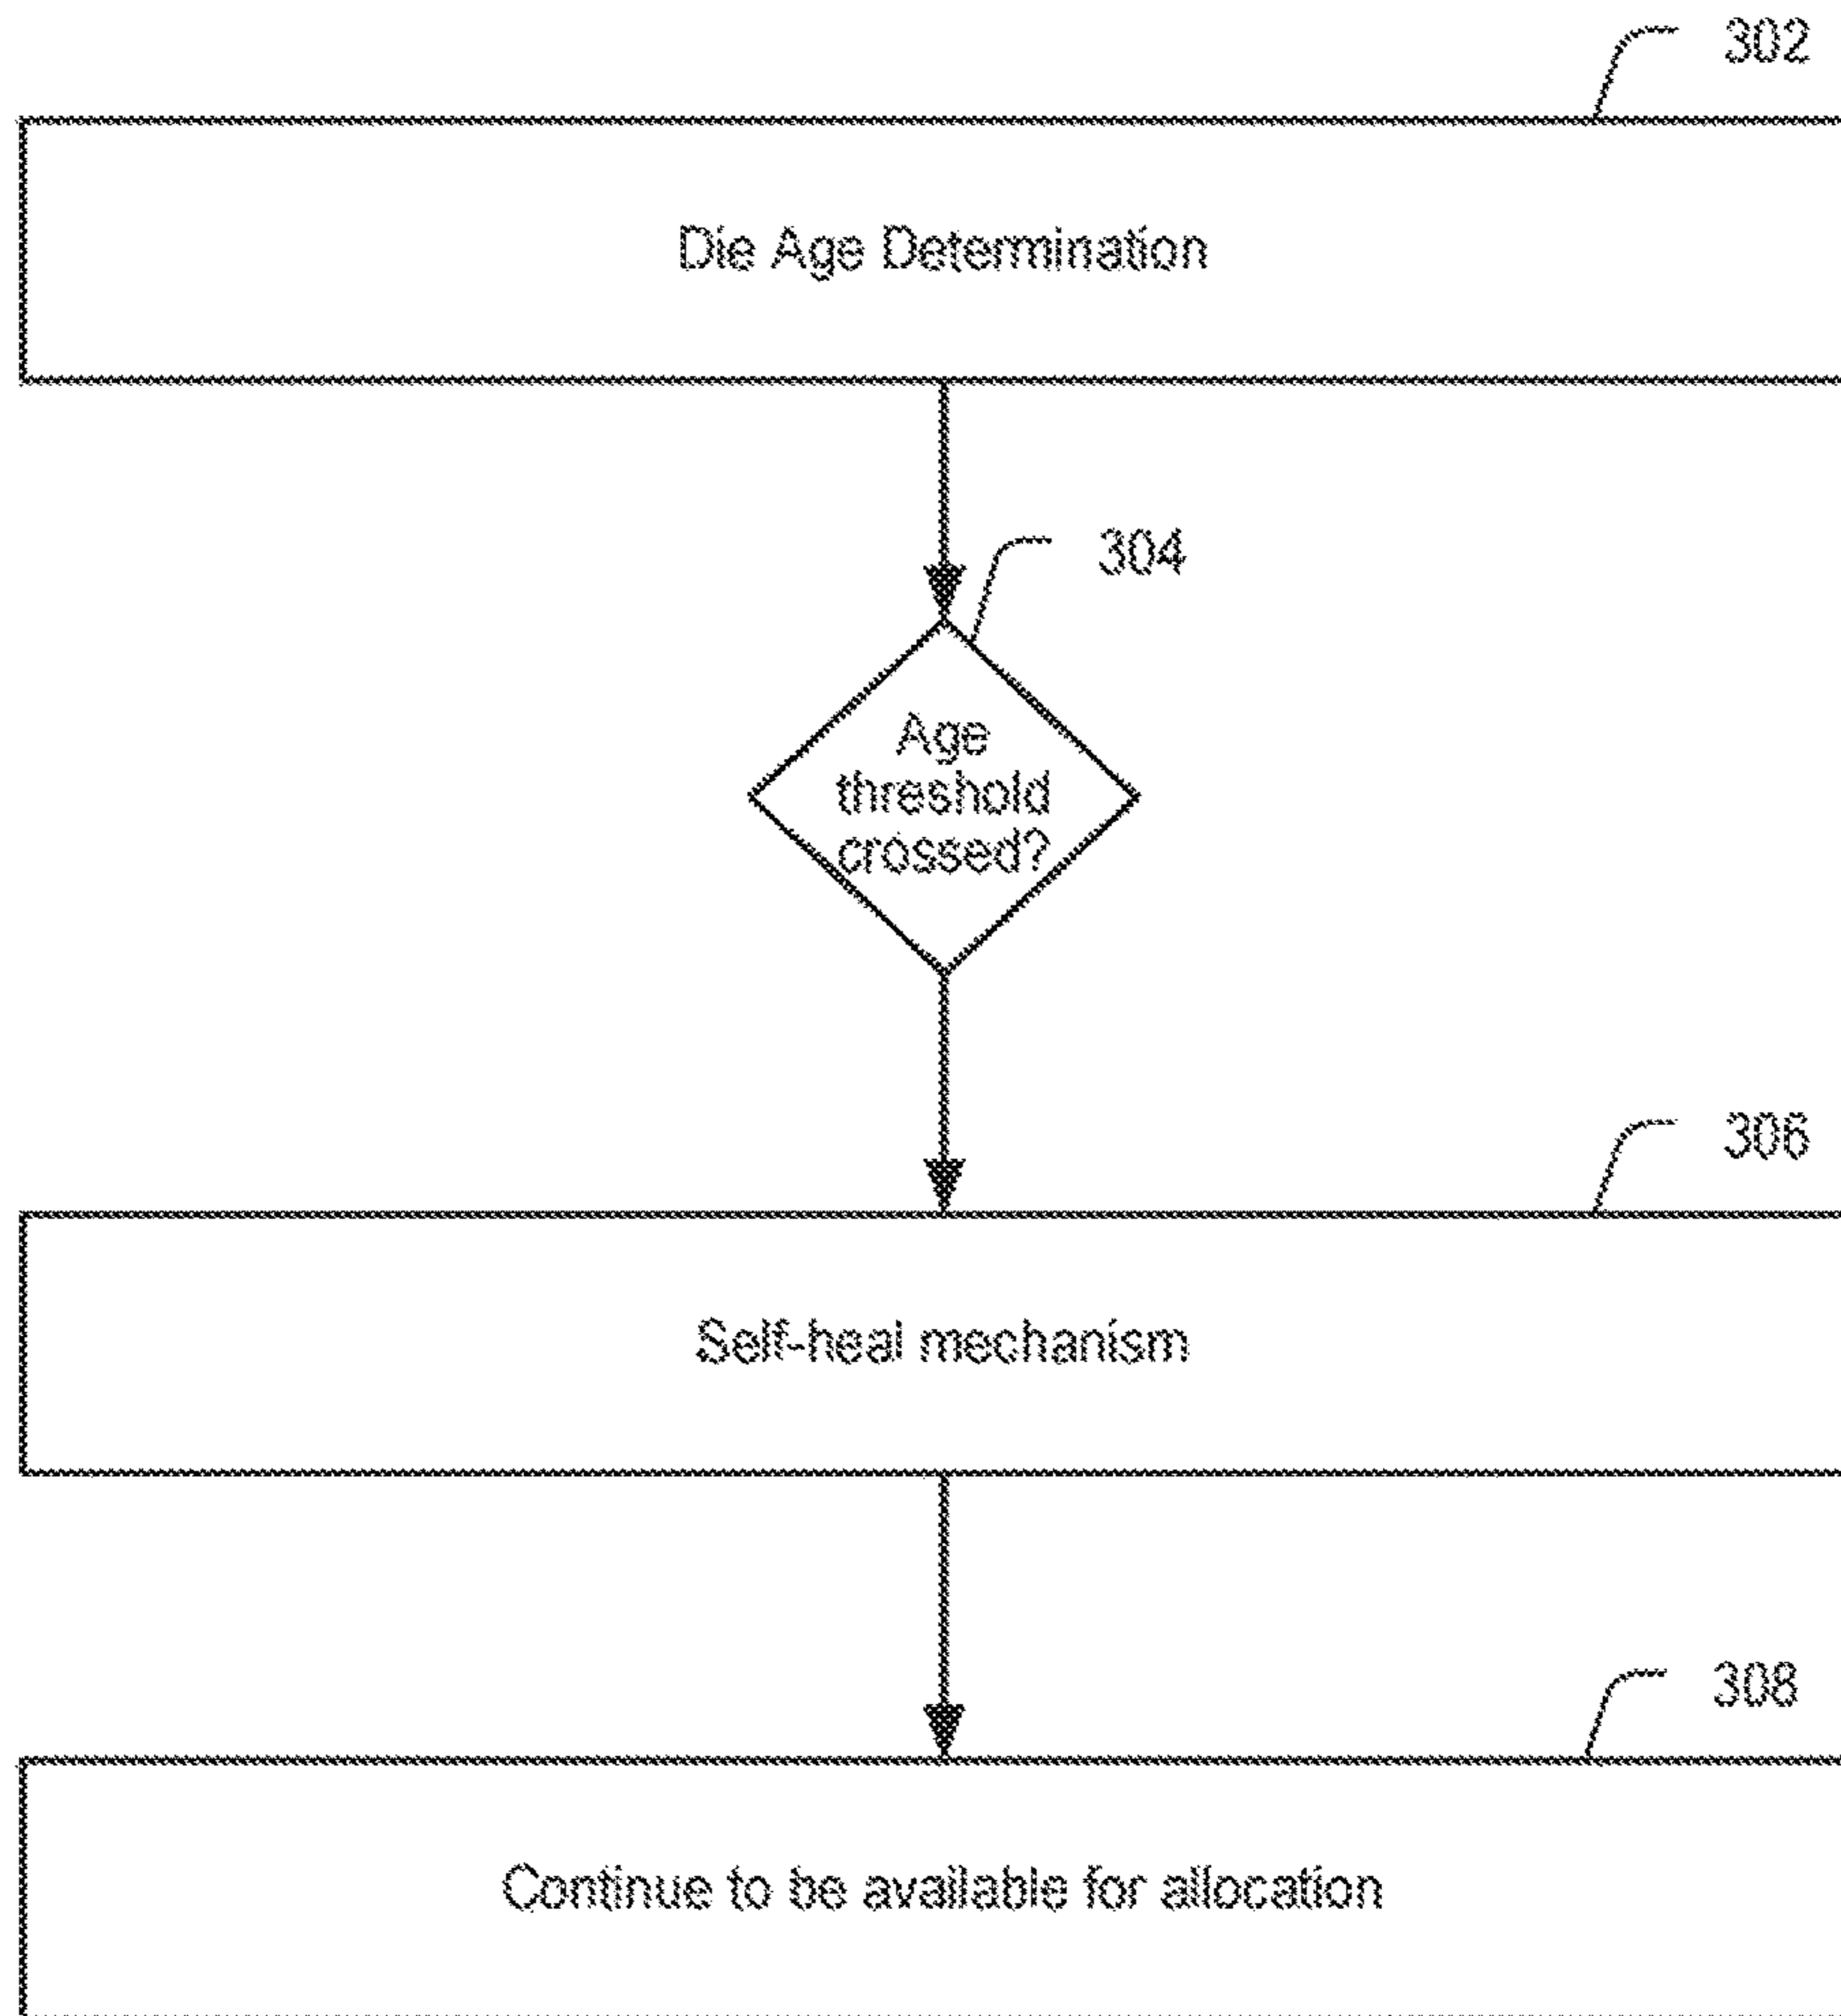 302
Die Age Determination
304
Age
threshold
crossed?
306
Self-heal mechanism
308
Continue to be available for allocation